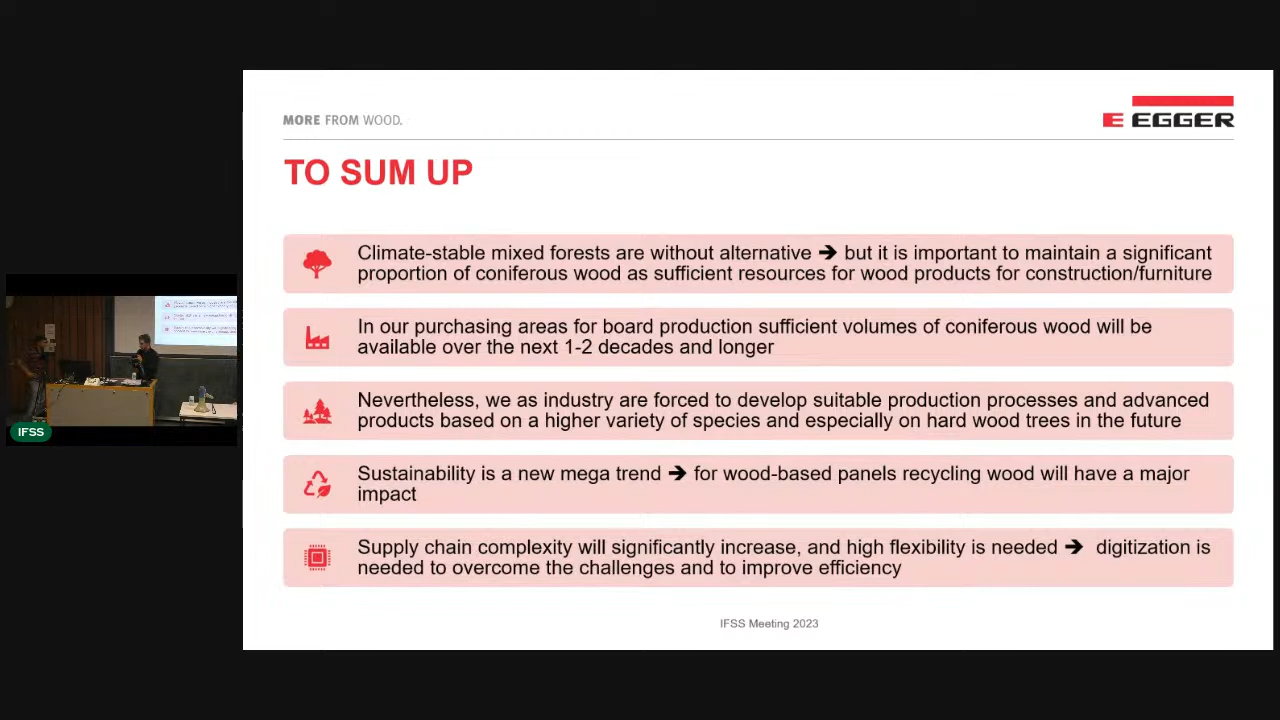 MORE FROM WOOD.
EGGER
TO SUM UP
Climate-stable mixed forests are without alternative ➔ but it is important to maintain a significant
proportion of coniferous wood as sufficient resources for wood products for construction/furniture
In our purchasing areas for board production sufficient volumes of coniferous wood will be
available over the next 1-2 decades and longer
Nevertheless, we as industry are forced to develop suitable production processes and advanced
products based on a higher variety of species and especially on hard wood trees in the future
Sustainability is a new mega trend ➔ for wood-based panels recycling wood will have a major
impact
Supply chain complexity will significantly increase, and high flexibility is needed ➔ digitization is
needed to overcome the challenges and to improve efficiency
IFSS Meeting 2023
IFSS